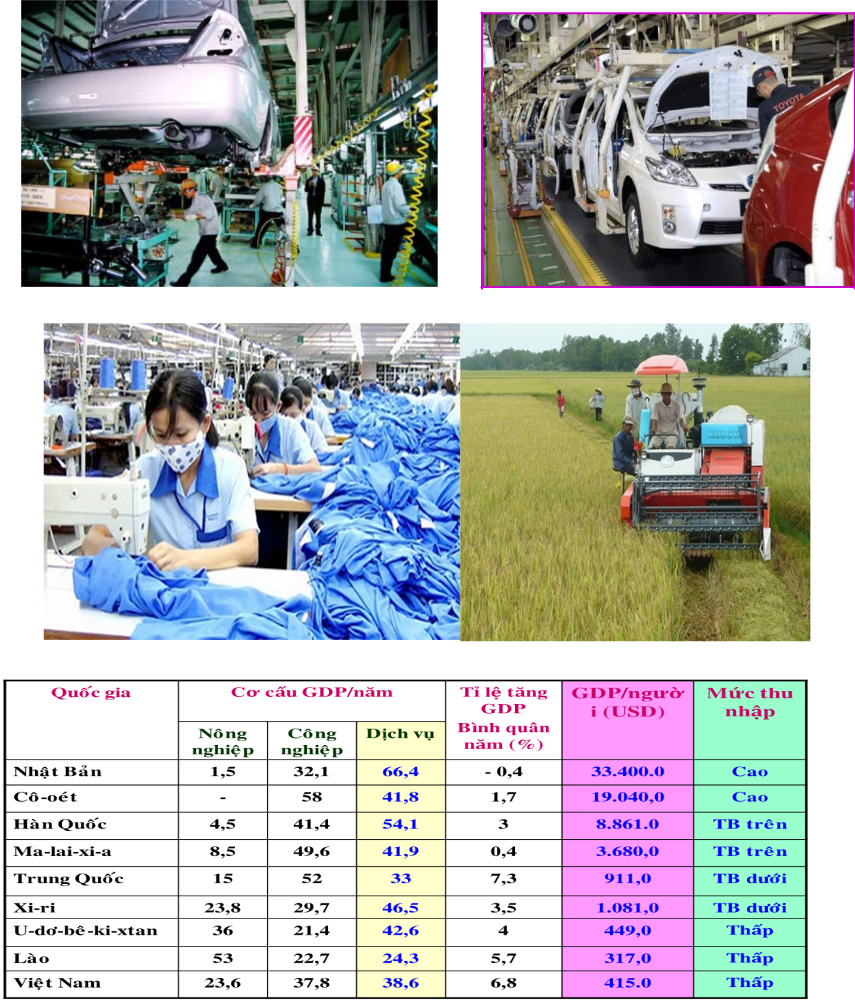 TOYOTA
KUBOTA
Quốc gia
Cơ cấu GDP/năm
Tỉ lệ tăng
GDP
Bình quân
năm (%)
GDP/ngườ
i (USD)
Mức thu
nhập
Nông
nghiệp
Công
nghiệp
Dịch vụ
Nhật Bản 1,5 32,1 66,4 - 0,4 33.400.0 Cao
Cô-oét - 58 41,8 1,7 19.040,0 Cao
Hàn Quốc 4,5 41,4 54,1 3 8.861.0 TB trên
Ma-lai-xi-a 8,5 49,6 41,9 0,4 3.680,0 TB trên
Trung Quốc 15 52 33 7,3 911,0 TB dưới
Xi-ri 23,8 29,7 46,5 3,5 1.081,0 TB dưới
U-dơ-bê-ki-xtan 36 21,4 42,6 4 449,0 Thấp
Lào 53 22,7 24,3 5,7 317,0 Thấp
Việt Nam 23,6 37,8 38,6 6,8 415.0 Thấp